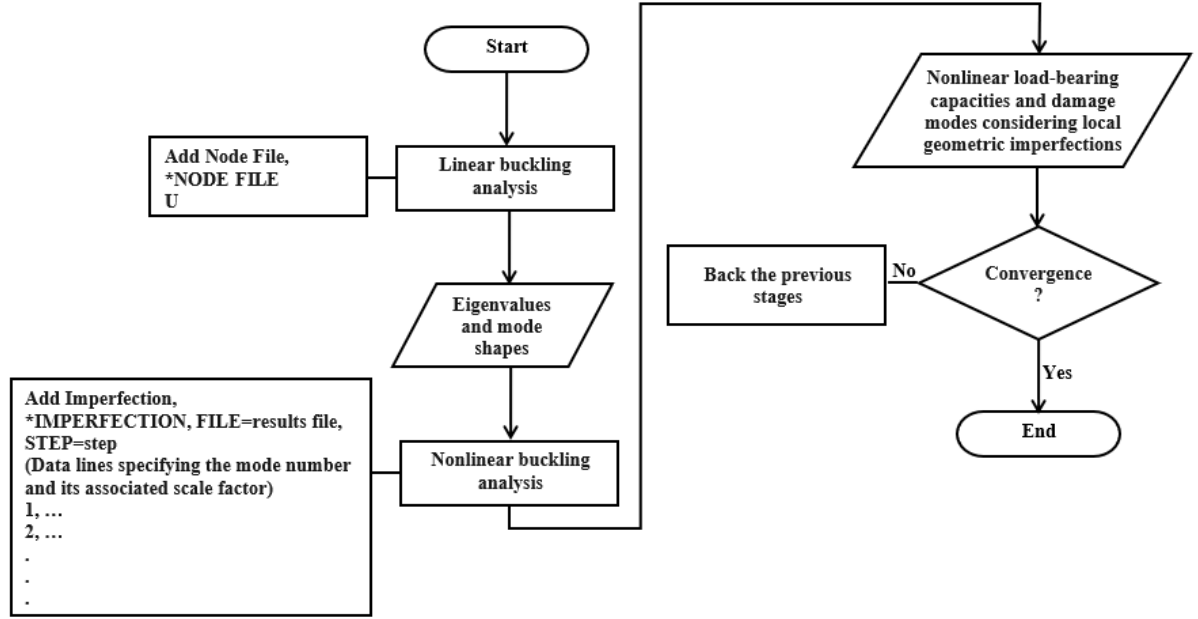 Start
Add Node File,
*NODE FILE
U
Linear buckling
analysis
Eigenvalues
and mode
shapes
Add Imperfection,
*IMPERFECTION, FILE=results file,
STEP=step
(Data lines specifying the mode number
and its associated scale factor)
1, …
2, …
.
.
.
Nonlinear buckling
analysis
Nonlinear load-bearing
capacities and damage
modes considering local
geometric imperfections
Convergence
?
No
Back the previous
stages
Yes
End